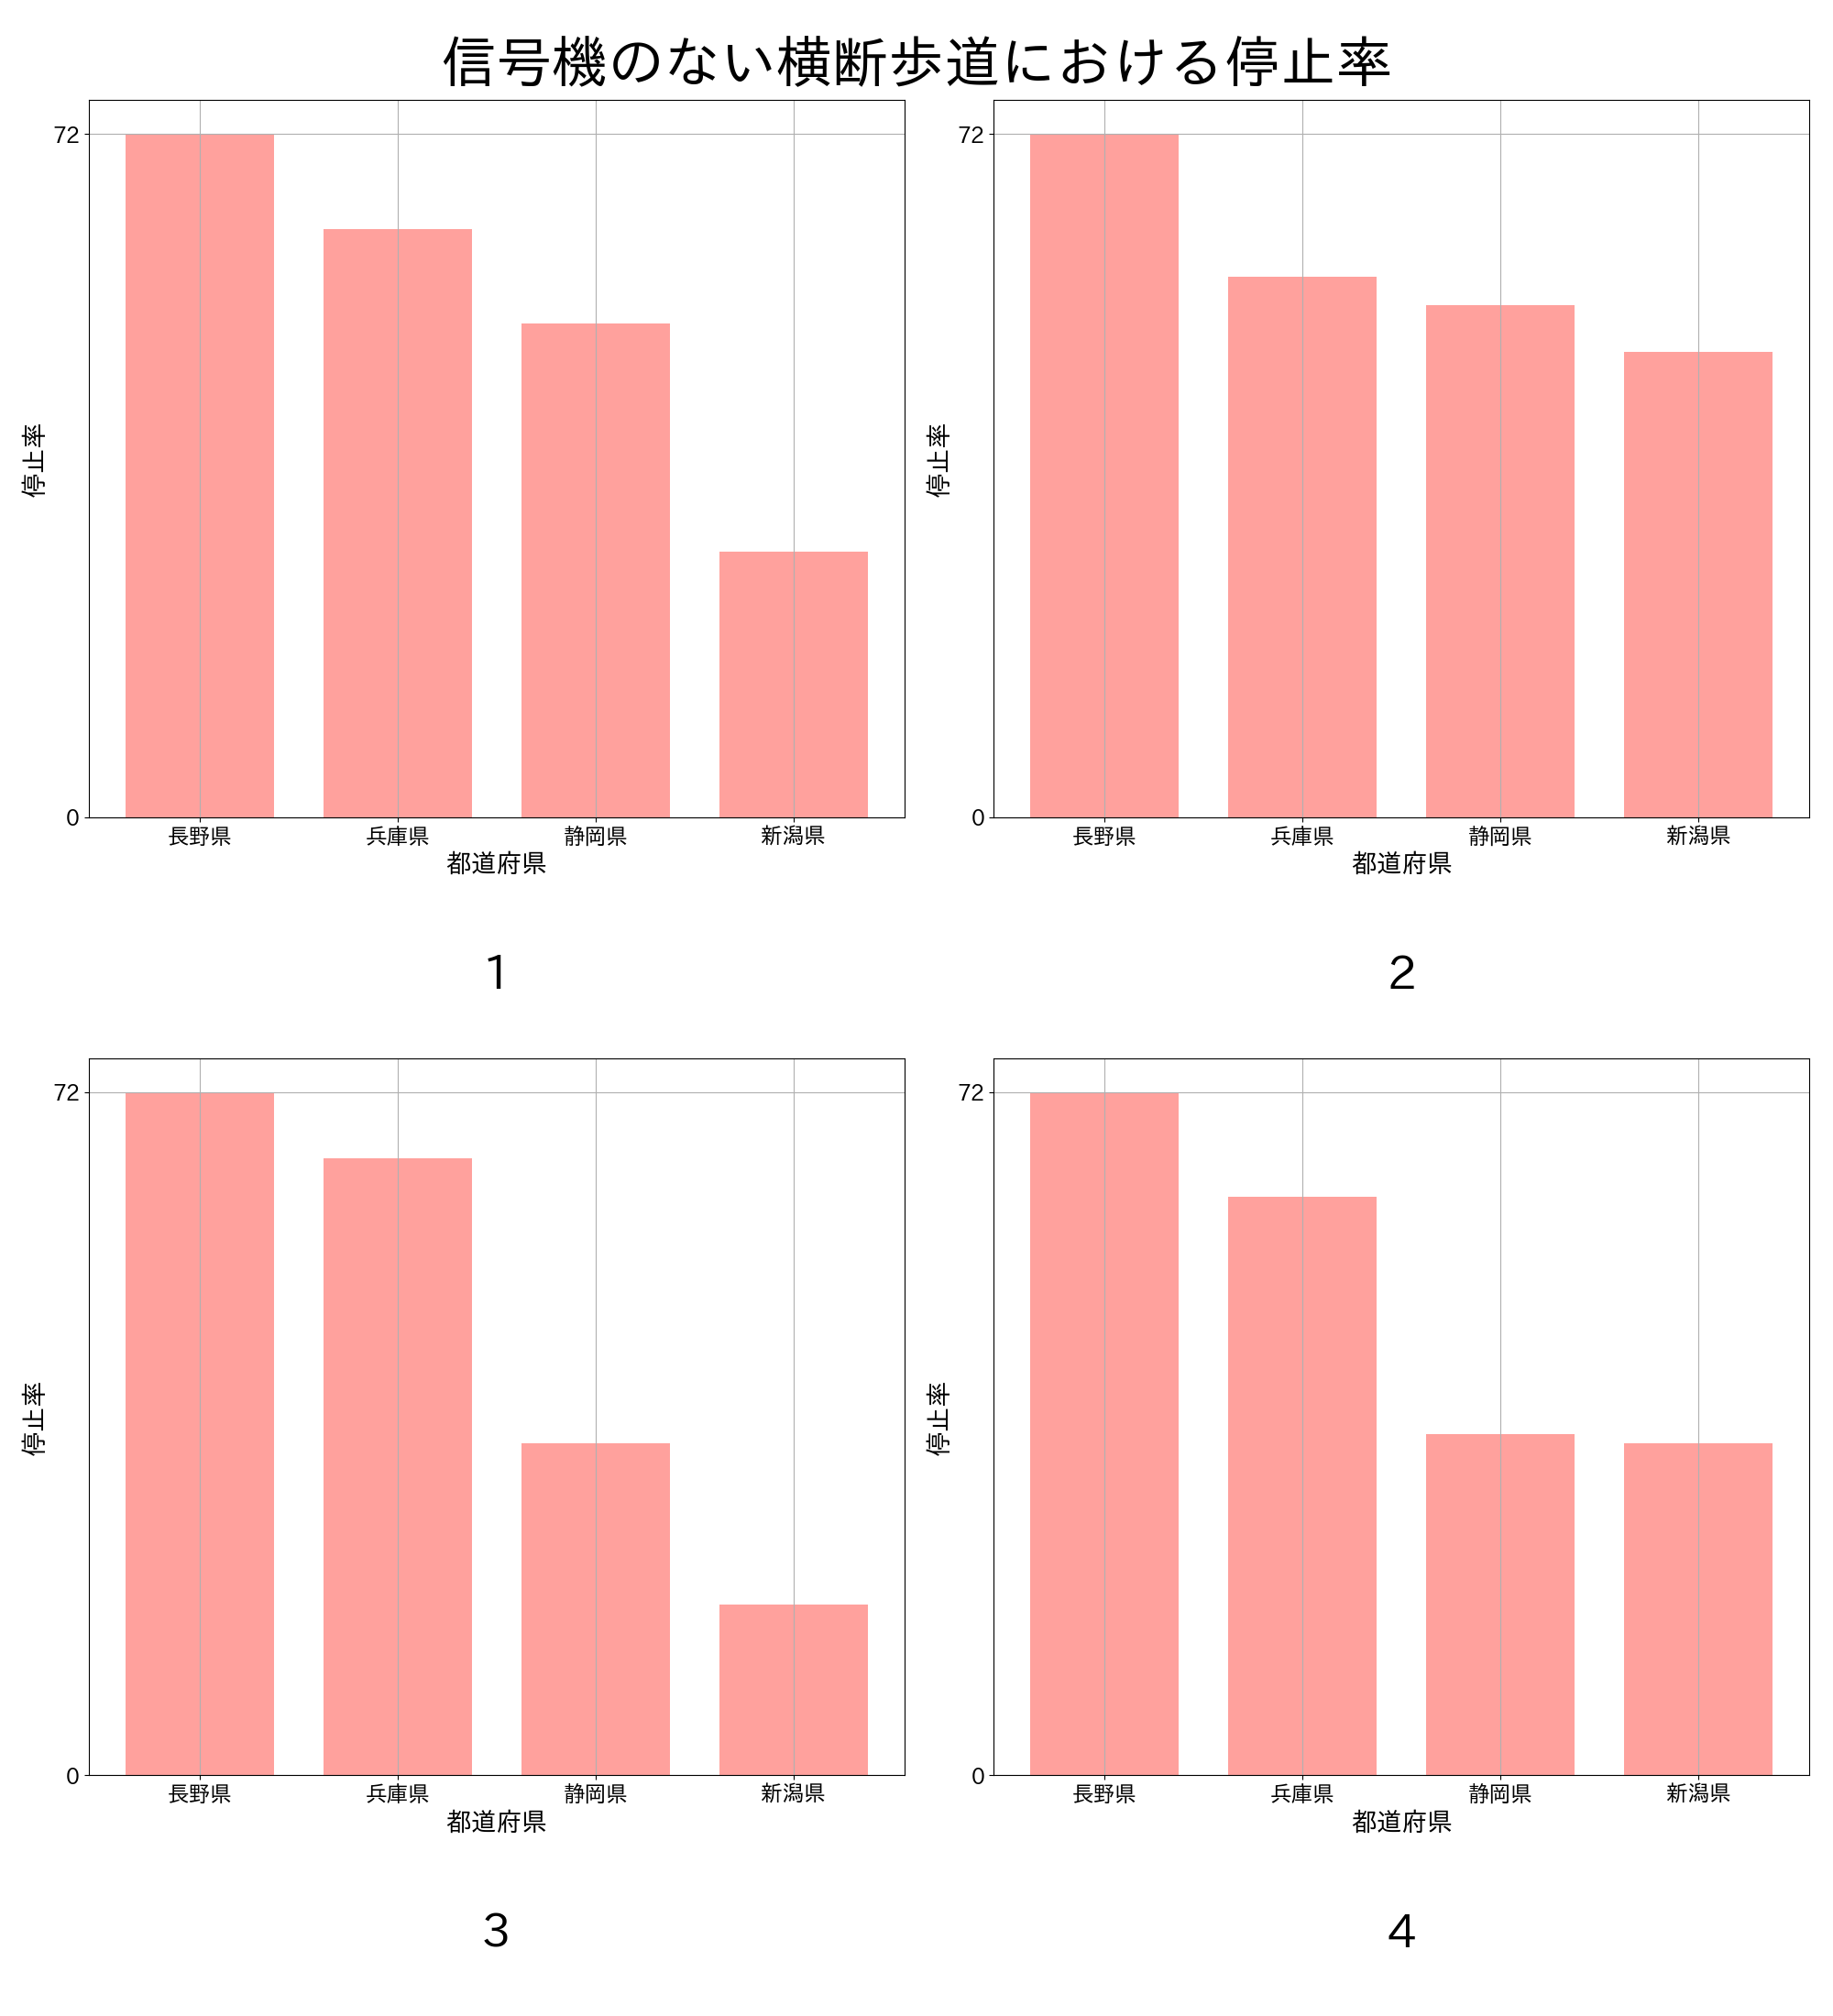 信号機のない横断歩道における停止率
72
停止率
0
長野県 兵庫県 静岡県 新潟県
都道府県
1
72
停止率
0
長野県 兵庫県 静岡県 新潟県
都道府県
2
72
停止率
0
長野県 兵庫県 静岡県 新潟県
都道府県
3
72
停止率
0
長野県 兵庫県 静岡県 新潟県
都道府県
4